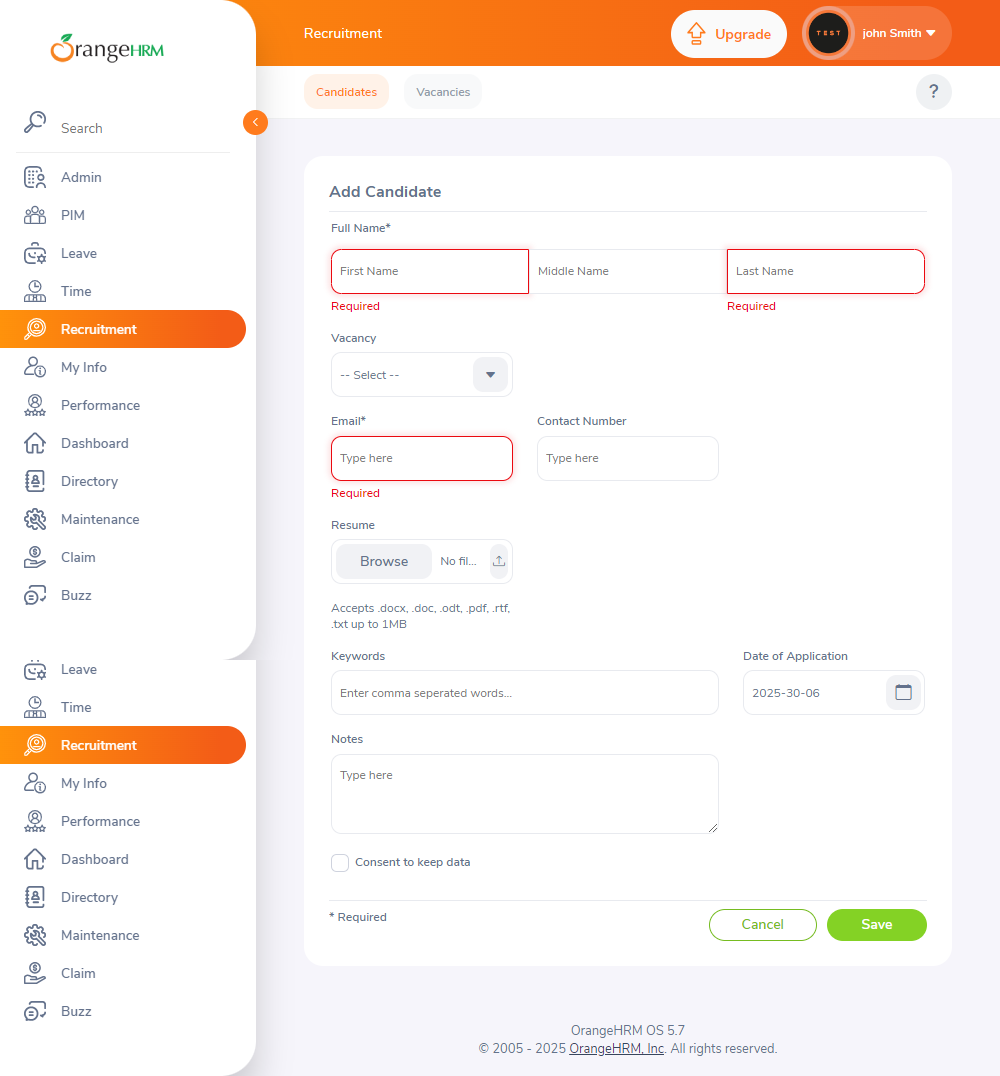 OrangeHRM
Search
Admin
PIM
Leave
Time
Recruitment
My Info
Performance
Dashboard
Directory
Maintenance
Claim
Buzz
Leave
Time
Recruitment
My Info
Performance
Dashboard
Directory
Maintenance
Claim
Buzz
Recruitment
Upgrade
TEST
john Smith
Candidates
Vacancies
?
Add Candidate
Full Name*
First Name Middle Name Last Name
Required Required
Vacancy
-- Select --
Email* Contact Number
Type here Type here
Required
Resume
Browse No fil...
Accepts .docx, .doc, .odt, .pdf, .rtf,
.txt up to 1MB
Keywords Date of Application
Enter comma seperated words... 2025-30-06
Notes
Type here
Consent to keep data
* Required
Cancel Save
OrangeHRM OS 5.7
© 2005 - 2025 OrangeHRM, Inc. All rights reserved.